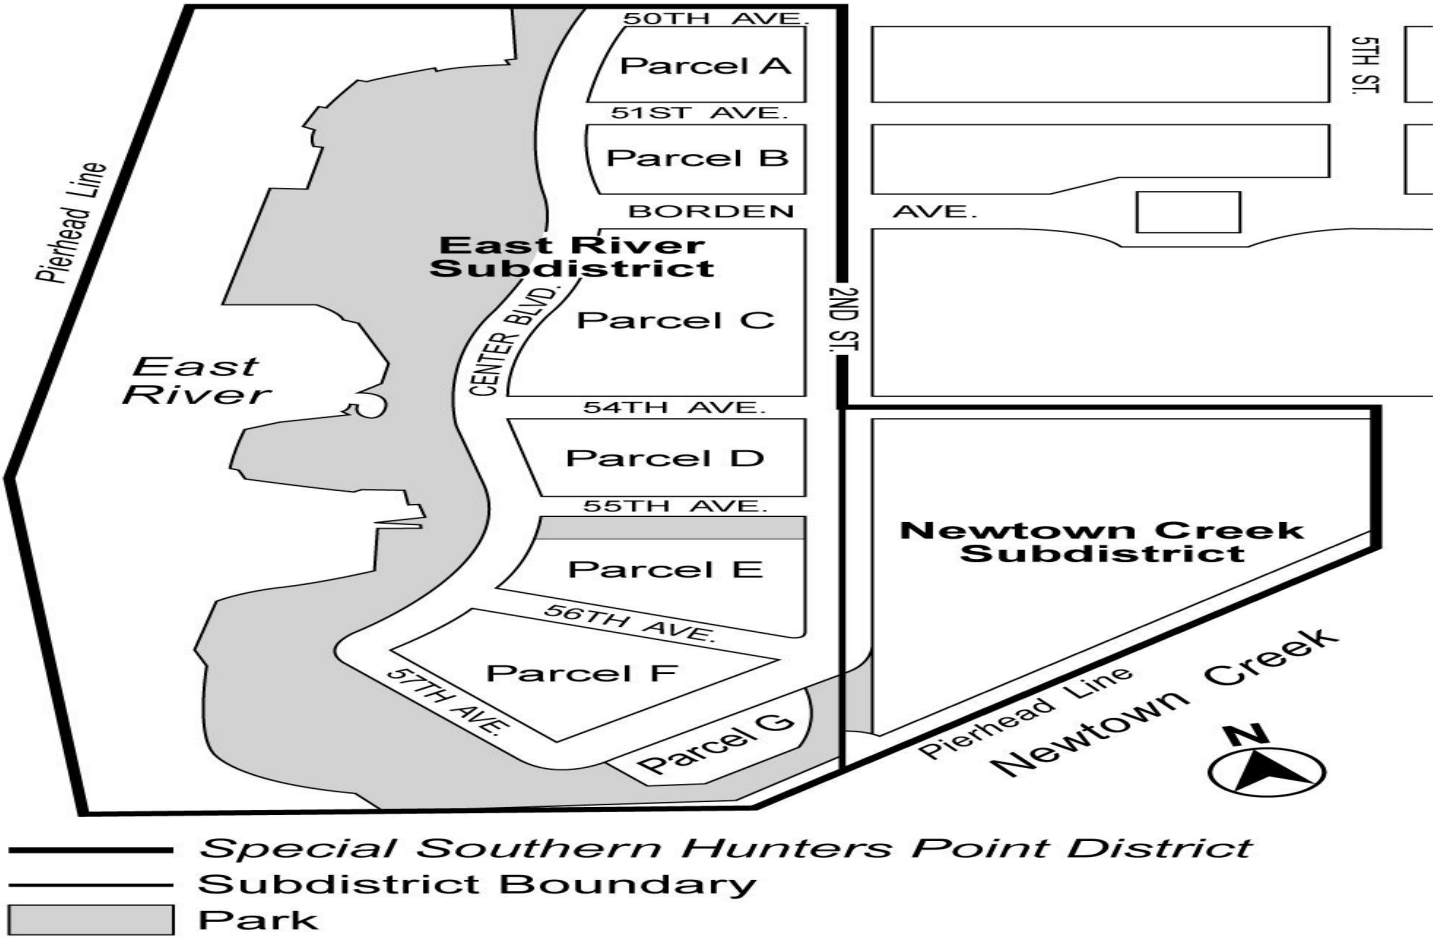 50TH AVE.
Parcel A
5TH ST.
51ST AVE.
Parcel B
Pierhead Line
BORDEN AVE.
East River
Subdistrict
CENTER BLVD.
Parcel C
2ND ST.
East
River
54TH AVE.
Parcel D
55TH AVE.
Newtown Creek
Subdistrict
Parcel E
56TH AVE.
Parcel F
57TH AVE.
Parcel G
Pierhead Line
Newtown Creek
N
Special Southern Hunters Point District
Subdistrict Boundary
Park